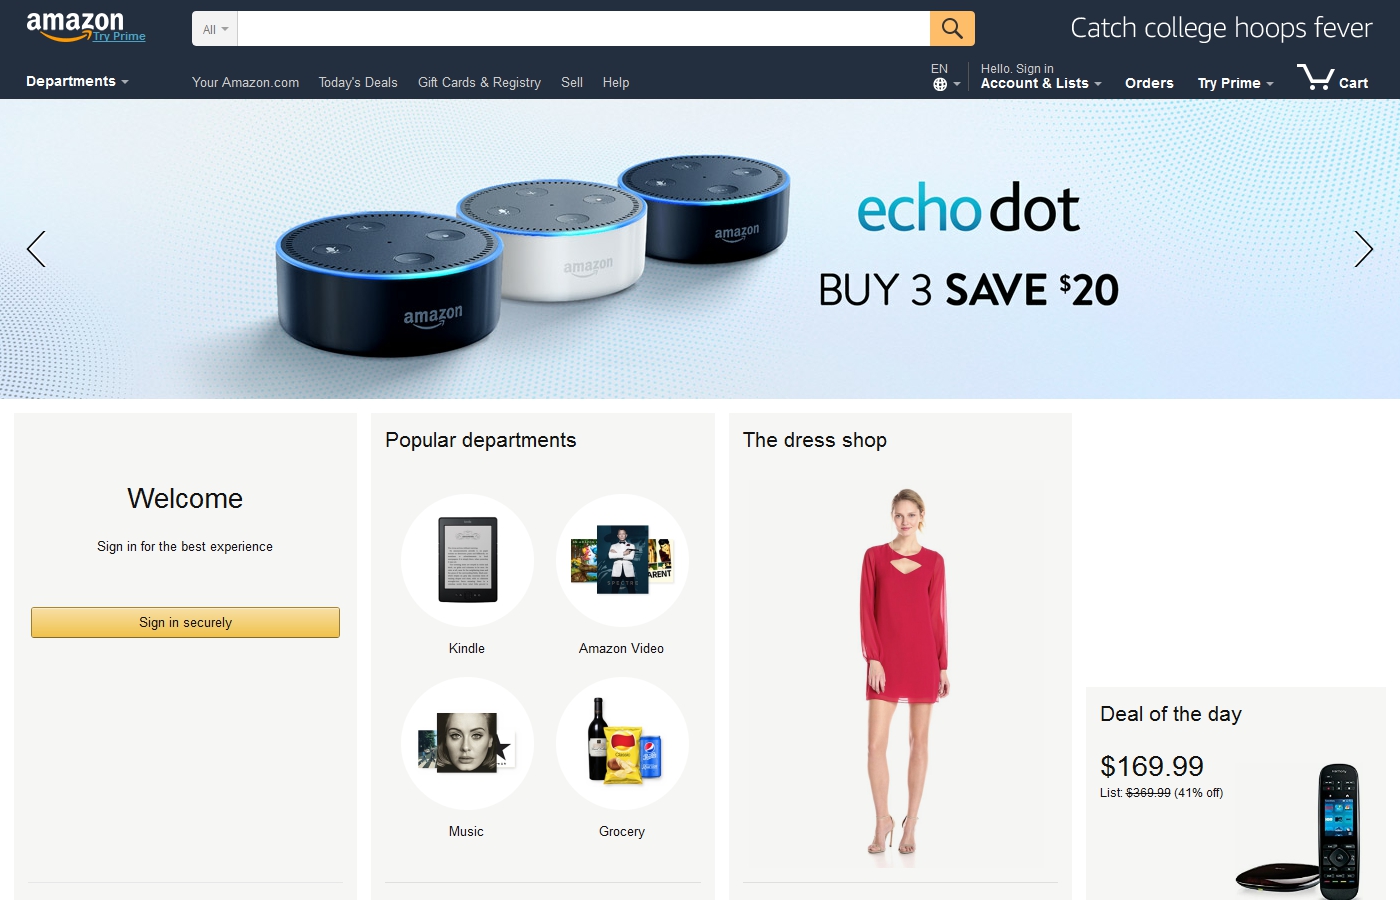 amazon
Try Prime
All
Catch college hoops fever
Departments
Your Amazon.com
Today's Deals
Gift Cards & Registry
Sell
Help
EN
Hello. Sign in
Account & Lists
Orders
Try Prime
Cart
amazon
amazon
amazon
echo dot
BUY 3 SAVE $20
Welcome
Sign in for the best experience
Sign in securely
Popular departments
Kindle
SPECTRE
ARENT
Amazon Video
Music
Classic
Grocery
The dress shop
Deal of the day
$169.99
List: $369.99 (41% off)